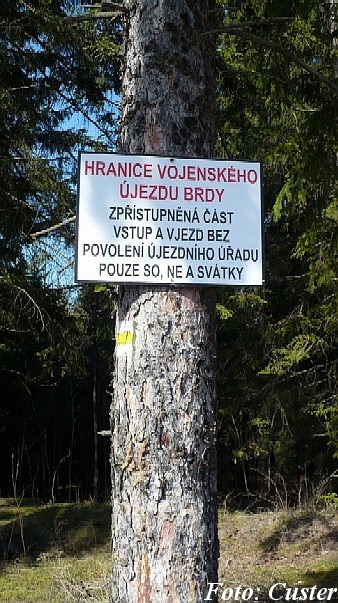 HRANICE VOJENSKÉHO
ÚJEZDU BRDY
ZPŘÍSTUPNĚNÁ ČÁST
VSTUP A VJEZD BEZ
POVOLENÍ ÚJEZDNÍHO ÚŘADU
POUZE SO, NE A SVÁTKY
Foto: Custer